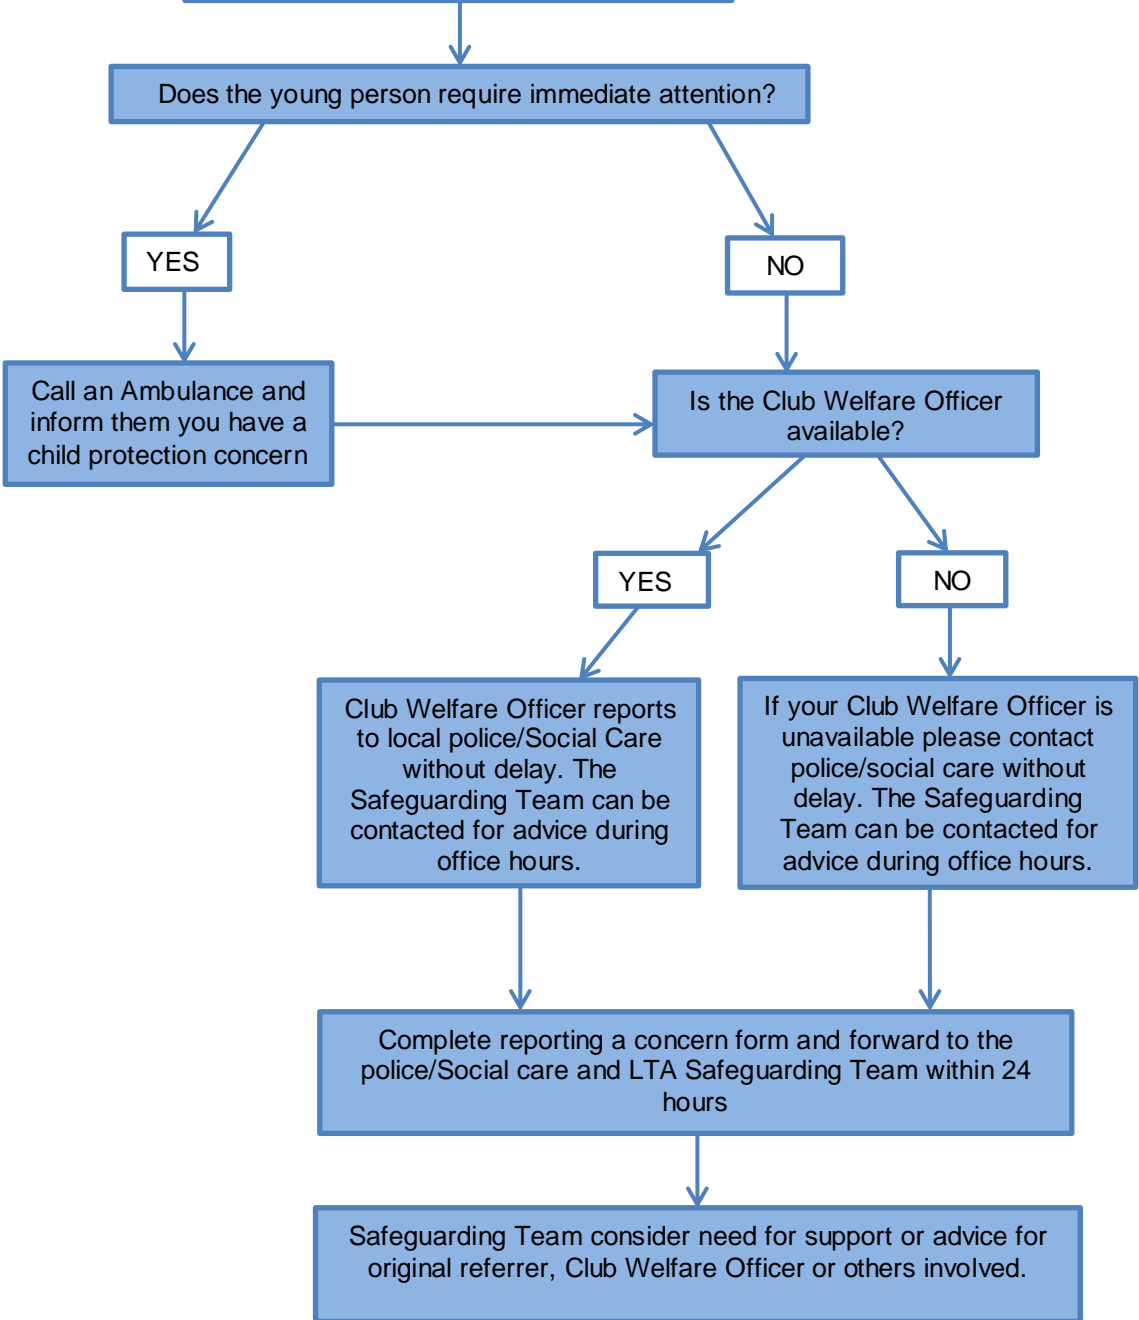 Does the young person require immediate attention?
YES
NO
Call an Ambulance and
inform them you have a
child protection concern
Is the Club Welfare Officer
available?
YES
NO
Club Welfare Officer reports
to local police/Social Care
without delay. The
Safeguarding Team can be
contacted for advice during
office hours.
If your Club Welfare Officer is
unavailable please contact
police/social care without
delay. The Safeguarding
Team can be contacted for
advice during office hours.
Complete reporting a concern form and forward to the
police/Social care and LTA Safeguarding Team within 24
hours
Safeguarding Team consider need for support or advice for
original referrer, Club Welfare Officer or others involved.